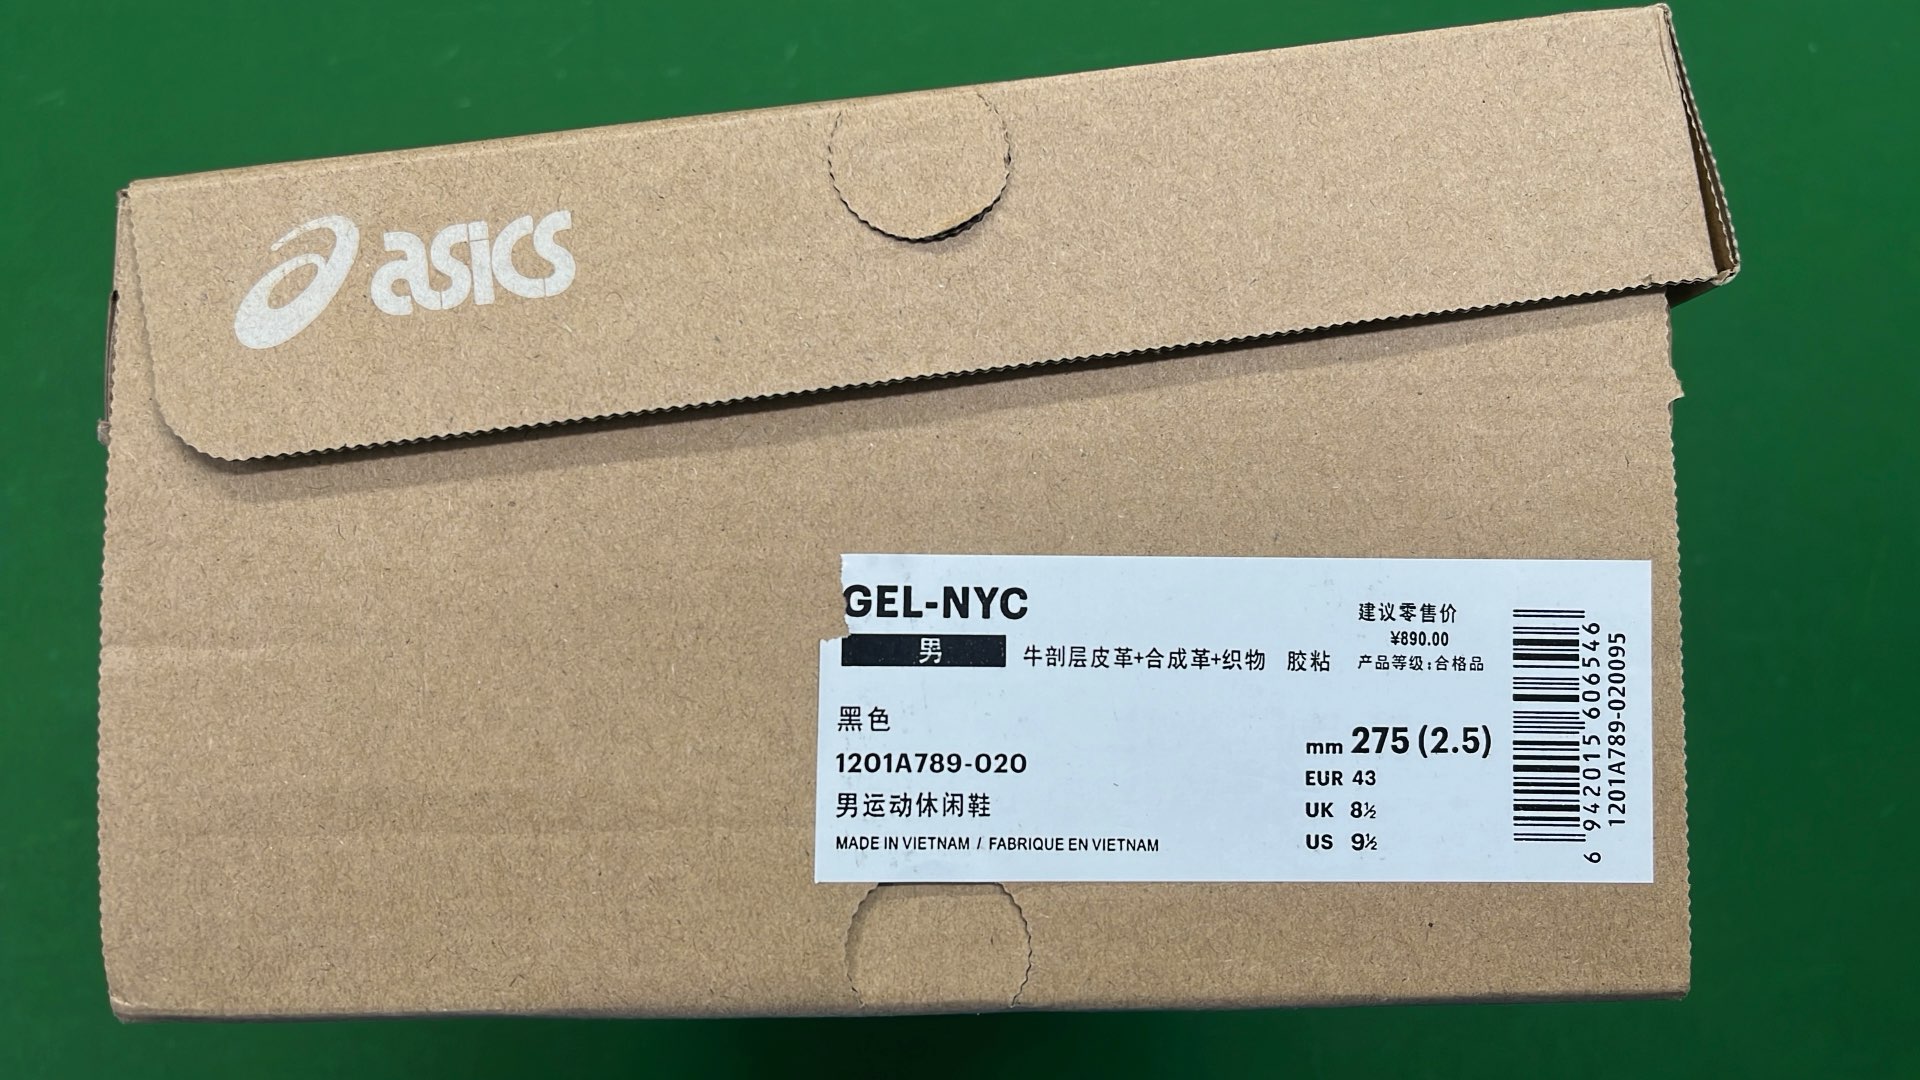 asics
GEL-NYC
男
牛剖层皮革+合成革+织物 胶粘
建议零售价
¥890.00
产品等级:合格品
黑色
1201A789-020
男运动休闲鞋
MADE IN VIETNAM / FABRIQUE EN VIETNAM
mm 275 (2.5)
EUR 43
UK 8½
US 9½
6 942015 606546
1201A789-020095